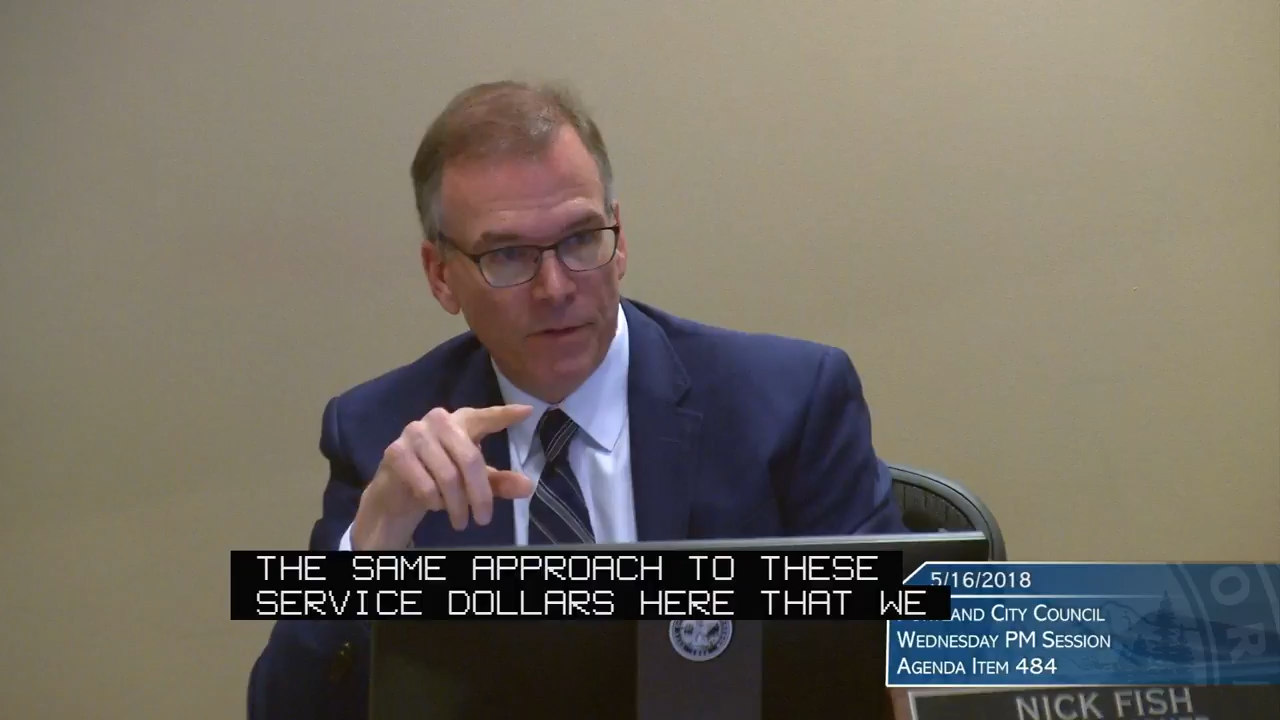 THE SAME APPROACH TO THESE
SERVICE DOLLARS HERE THAT WE
5/16/2018
AND CITY COUNCIL
WEDNESDAY PM SESSION
AGENDA ITEM 484
NICK FISH